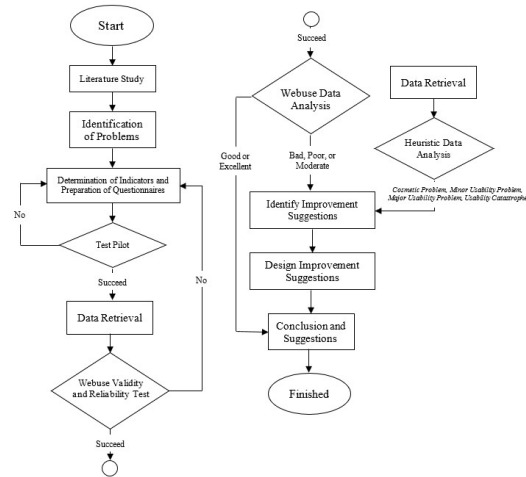 Start
Literature Study
Identification
of Problems
Determination of Indicators and
Preparation of Questionnaires
No
Test Pilot
Succeed
No
Data Retrieval
Webuse Validity
and Reliability Test
Succeed
Succeed
Webuse Data
Analysis
Good or
Excellent
Bad, Poor, or
Moderate
Data Retrieval
Heuristic Data
Analysis
Cosmetic Problem, Minor Usability Problem,
Major Usability Problem, Usability Catastrophe
Identify Improvement
Suggestions
Design Improvement
Suggestions
Conclusion and
Suggestions
Finished